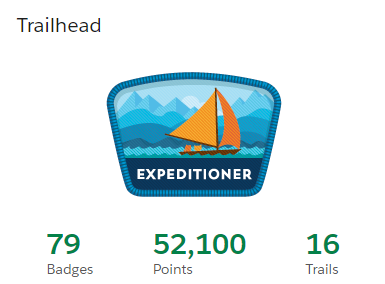 Trailhead
EXPEDITIONER
79 52,100 16
Badges Points Trails